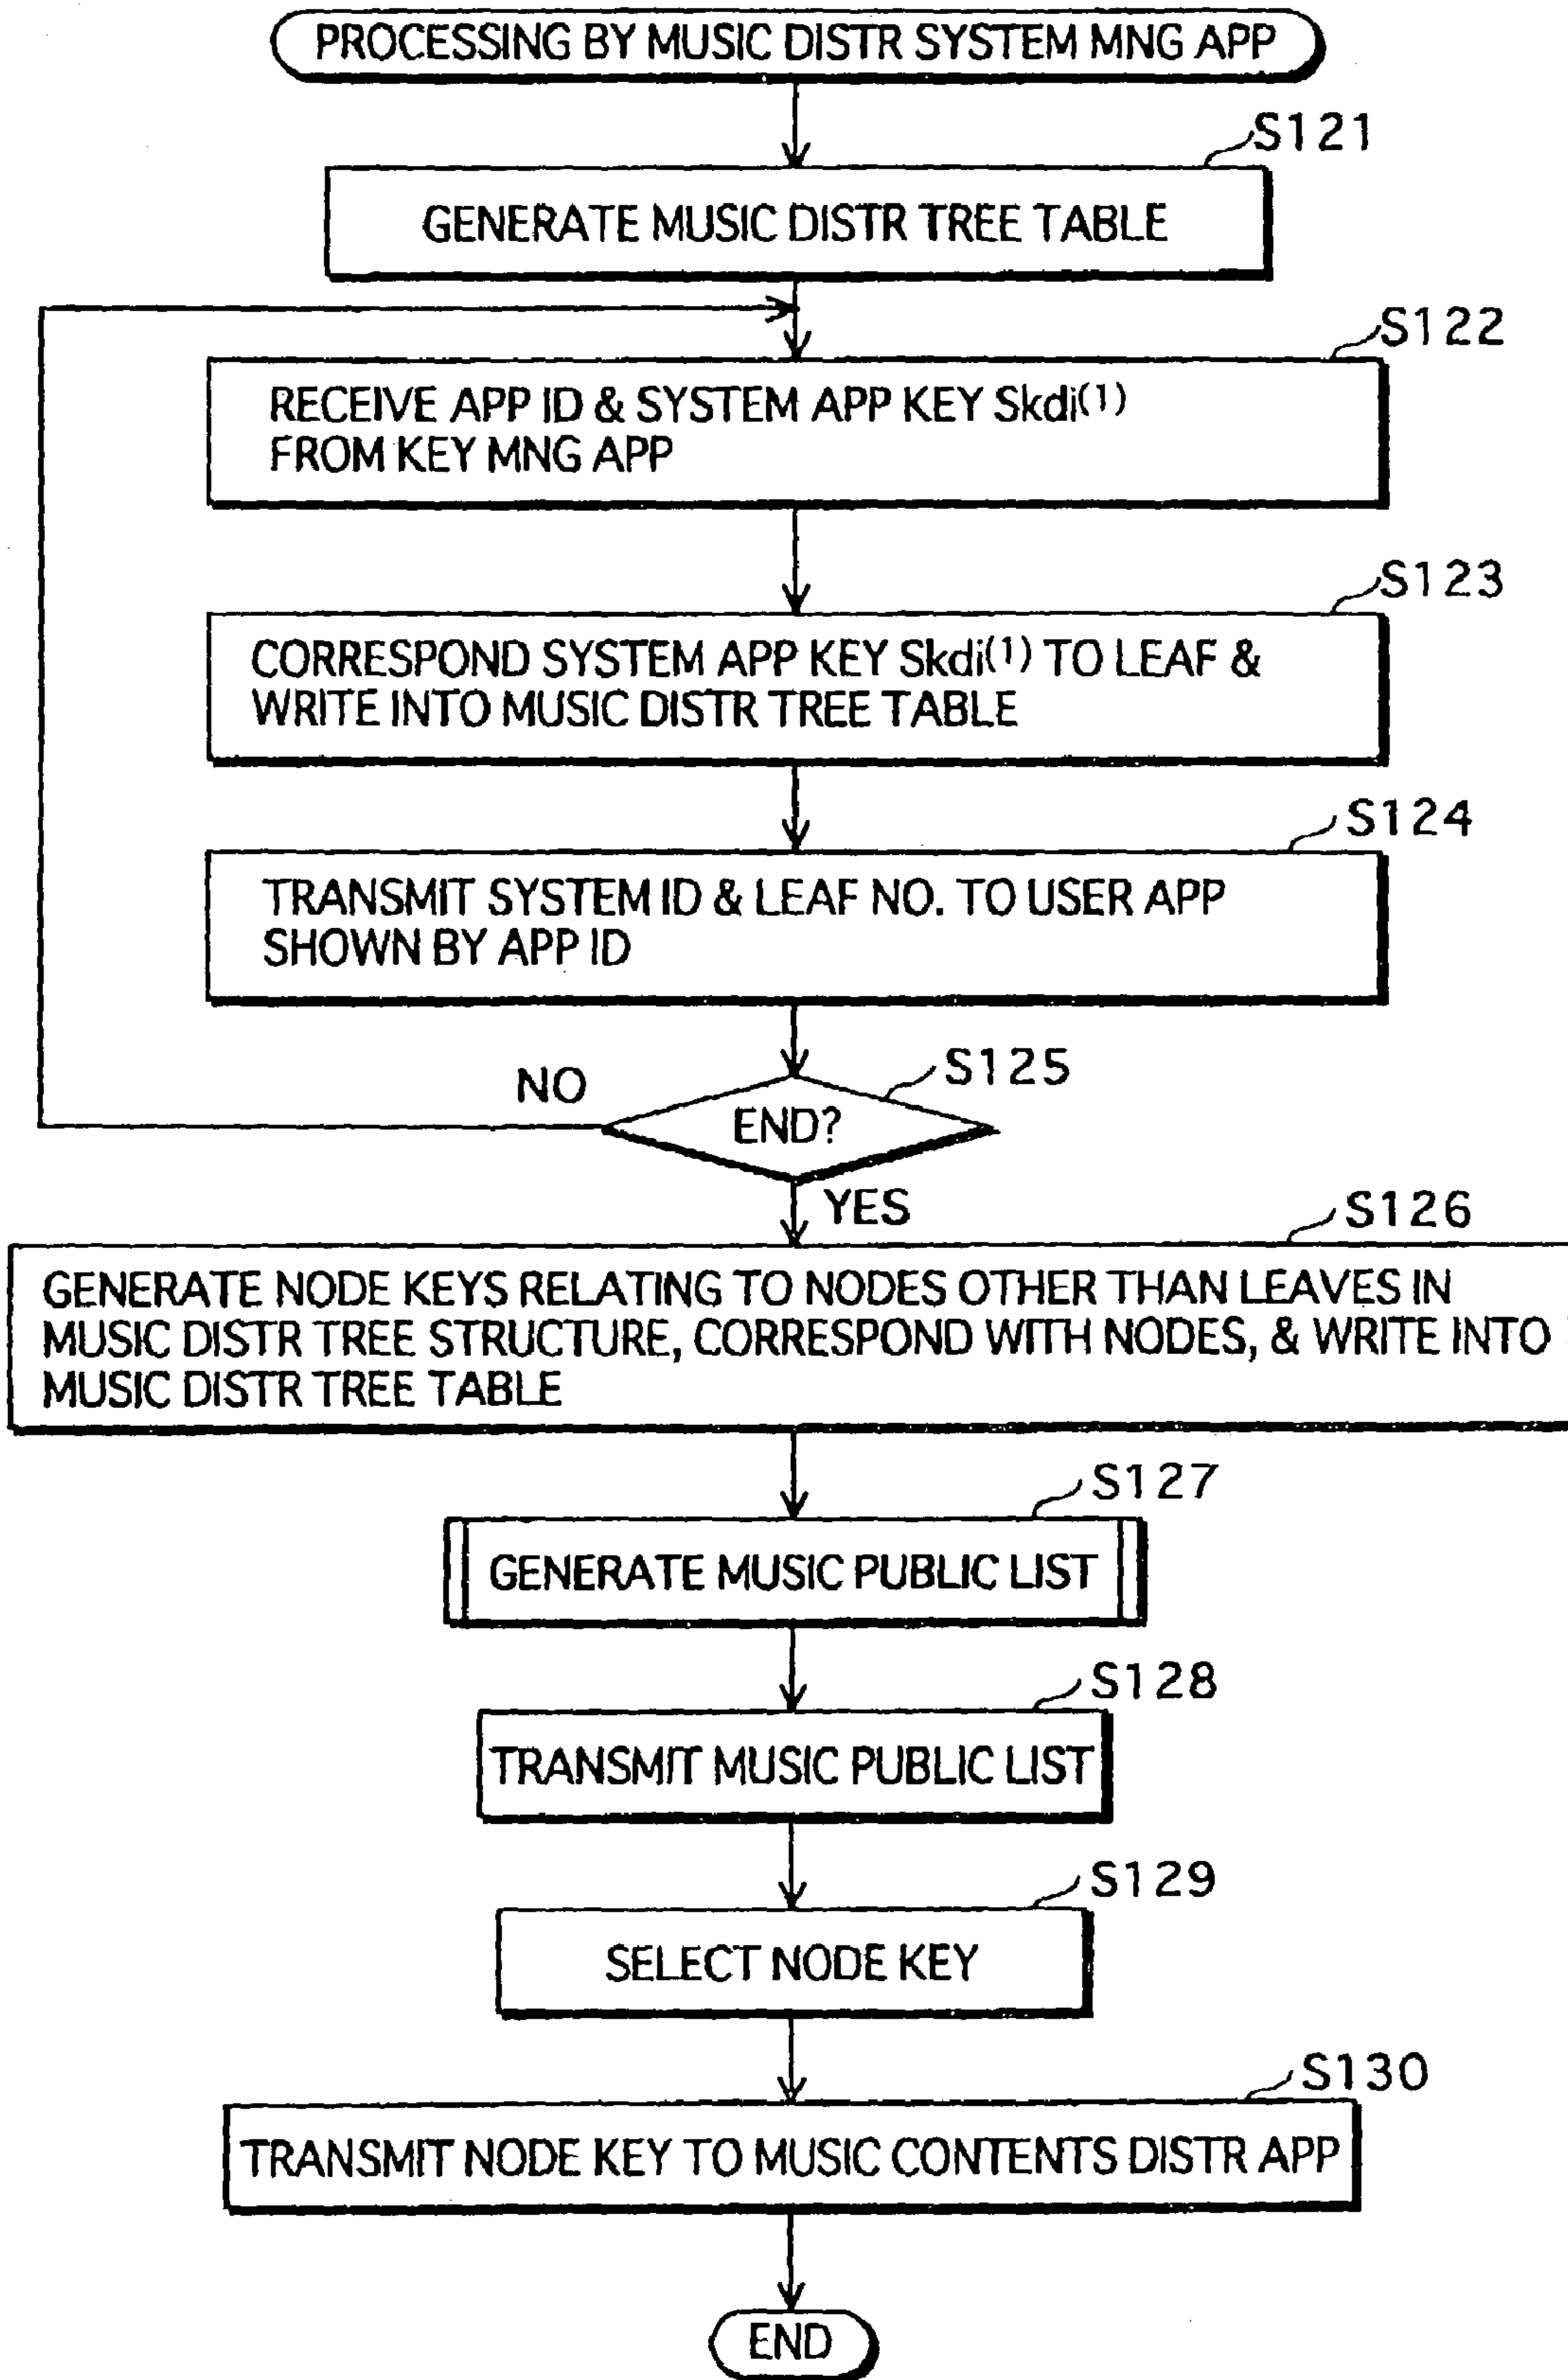 PROCESSING BY MUSIC DISTR SYSTEM MNG APP
S121
GENERATE MUSIC DISTR TREE TABLE
S122
RECEIVE APP ID & SYSTEM APP KEY Skdi(1)
FROM KEY MNG APP
S123
CORRESPOND SYSTEM APP KEY Skdi(1) TO LEAF &
WRITE INTO MUSIC DISTR TREE TABLE
S124
TRANSMIT SYSTEM ID & LEAF NO. TO USER APP
SHOWN BY APP ID
S125
NO
END?
YES
S126
GENERATE NODE KEYS RELATING TO NODES OTHER THAN LEAVES IN
MUSIC DISTR TREE STRUCTURE, CORRESPOND WITH NODES, & WRITE INTO
MUSIC DISTR TREE TABLE
S127
GENERATE MUSIC PUBLIC LIST
S128
TRANSMIT MUSIC PUBLIC LIST
S129
SELECT NODE KEY
S130
TRANSMIT NODE KEY TO MUSIC CONTENTS DISTR APP
END